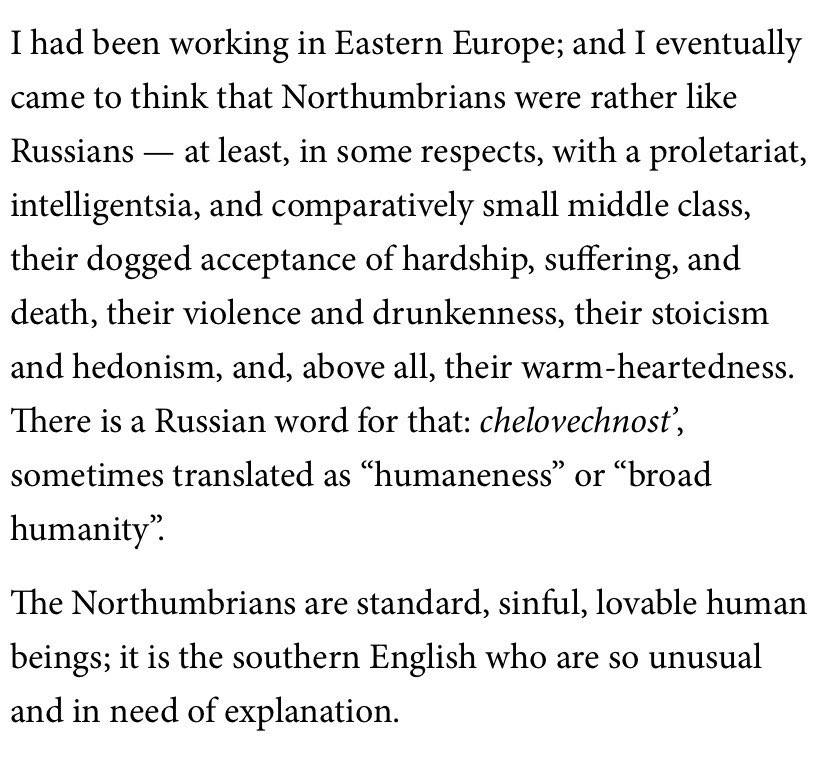 I had been working in Eastern Europe; and I eventually
came to think that Northumbrians were rather like
Russians — at least, in some respects, with a proletariat,
intelligentsia, and comparatively small middle class,
their dogged acceptance of hardship, suffering, and
death, their violence and drunkenness, their stoicism
and hedonism, and, above all, their warm-heartedness.
There is a Russian word for that: chelovechnost’,
sometimes translated as “humaneness” or “broad
humanity”.
The Northumbrians are standard, sinful, lovable human
beings; it is the southern English who are so unusual
and in need of explanation.